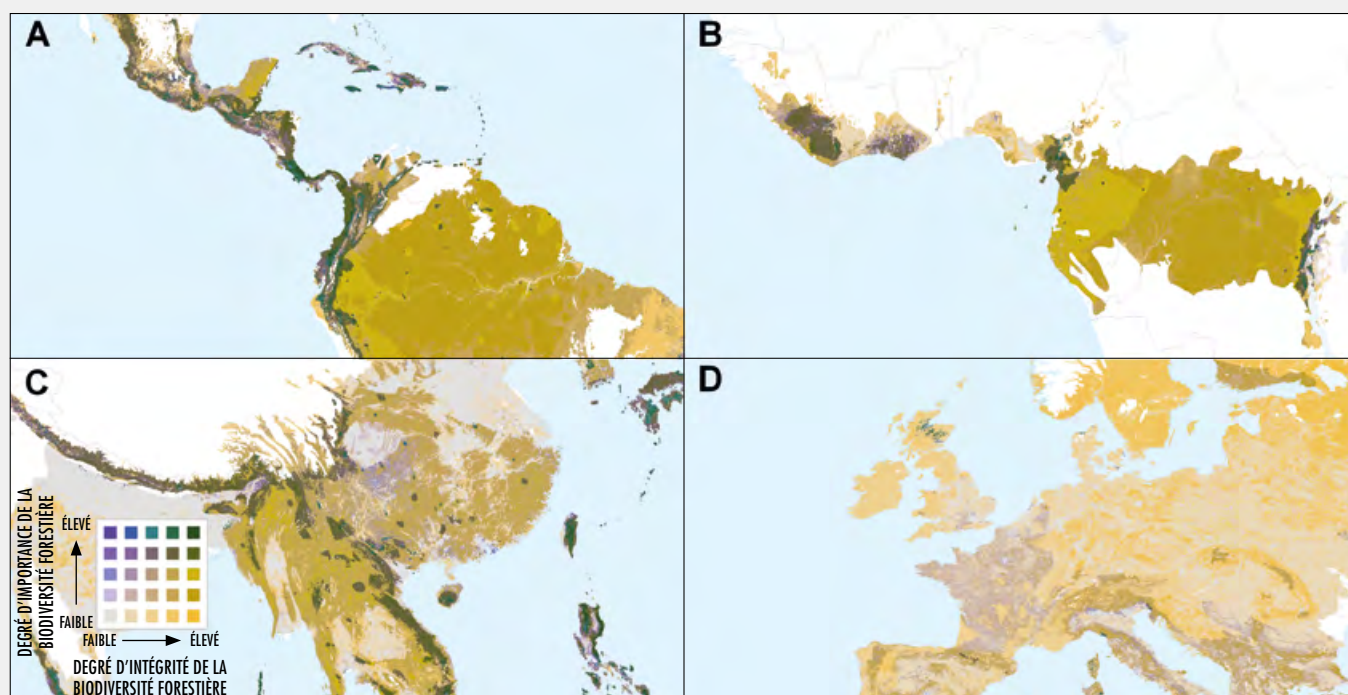 A
B
C
D
DEGRÉ D'IMPORTANCE DE LA
BIODIVERSITÉ FORESTIÈRE
ÉLEVÉ
FAIBLE
FAIBLE
ÉLEVÉ
DEGRÉ D'INTÉGRITÉ DE LA
BIODIVERSITÉ FORESTIÈRE